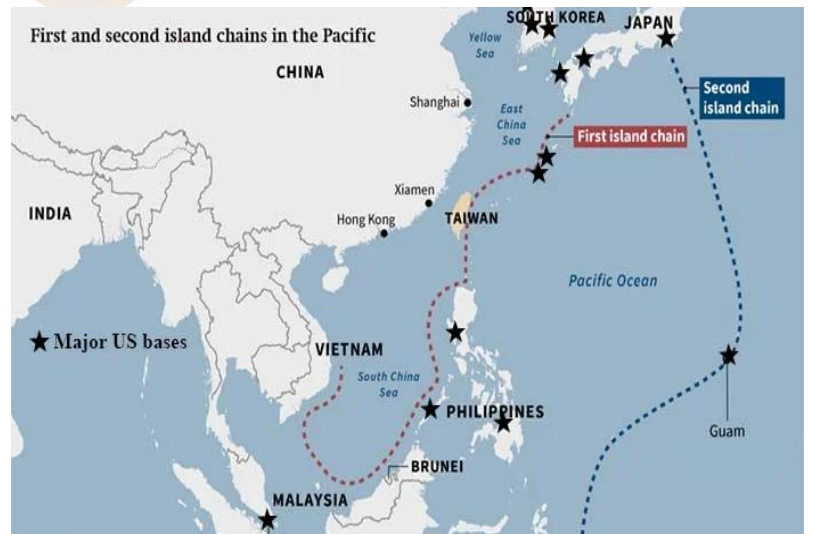 First and second island chains in the Pacific
SOUTH KOREA
JAPAN
Yellow
Sea
CHINA
Second
island chain
Shanghai
East
China
Sea
First island chain
Xiamen
INDIA
TAIWAN
Hong Kong
Pacific Ocean
Major US bases
VIETNAM
South China
Sea
PHILIPPINES
Guam
BRUNEI
MALAYSIA